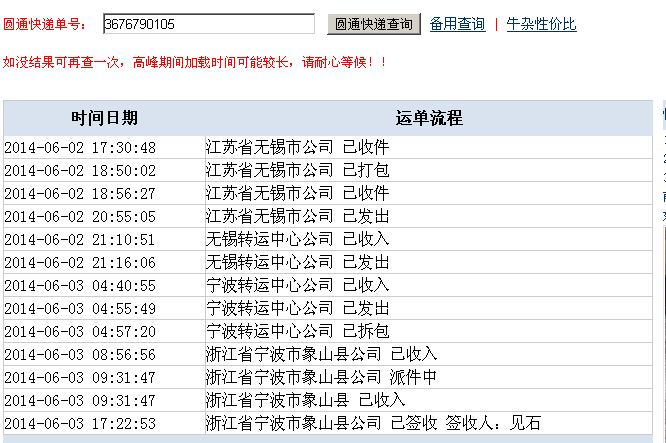 圆通快递单号： 3676790105 圆通快递查询 备用查询 | 牛杂性价比
如没结果可再查一次，高峰期间加载时间可能较长，请耐心等候！！
时间日期 运单流程
2014-06-02 17:30:48 江苏省无锡市公司 已收件
2014-06-02 18:50:02 江苏省无锡市公司 已打包
2014-06-02 18:56:27 江苏省无锡市公司 已收件
2014-06-02 20:55:05 江苏省无锡市公司 已发出
2014-06-02 21:10:51 无锡转运中心公司 已收入
2014-06-02 21:16:06 无锡转运中心公司 已发出
2014-06-03 04:40:55 宁波转运中心公司 已收入
2014-06-03 04:55:49 宁波转运中心公司 已发出
2014-06-03 04:57:20 宁波转运中心公司 已拆包
2014-06-03 08:56:56 浙江省宁波市象山县公司 已收入
2014-06-03 09:31:47 浙江省宁波市象山县公司 派件中
2014-06-03 09:31:47 浙江省宁波市象山县 已收入
2014-06-03 17:22:53 浙江省宁波市象山县公司 已签收 签收人：见石